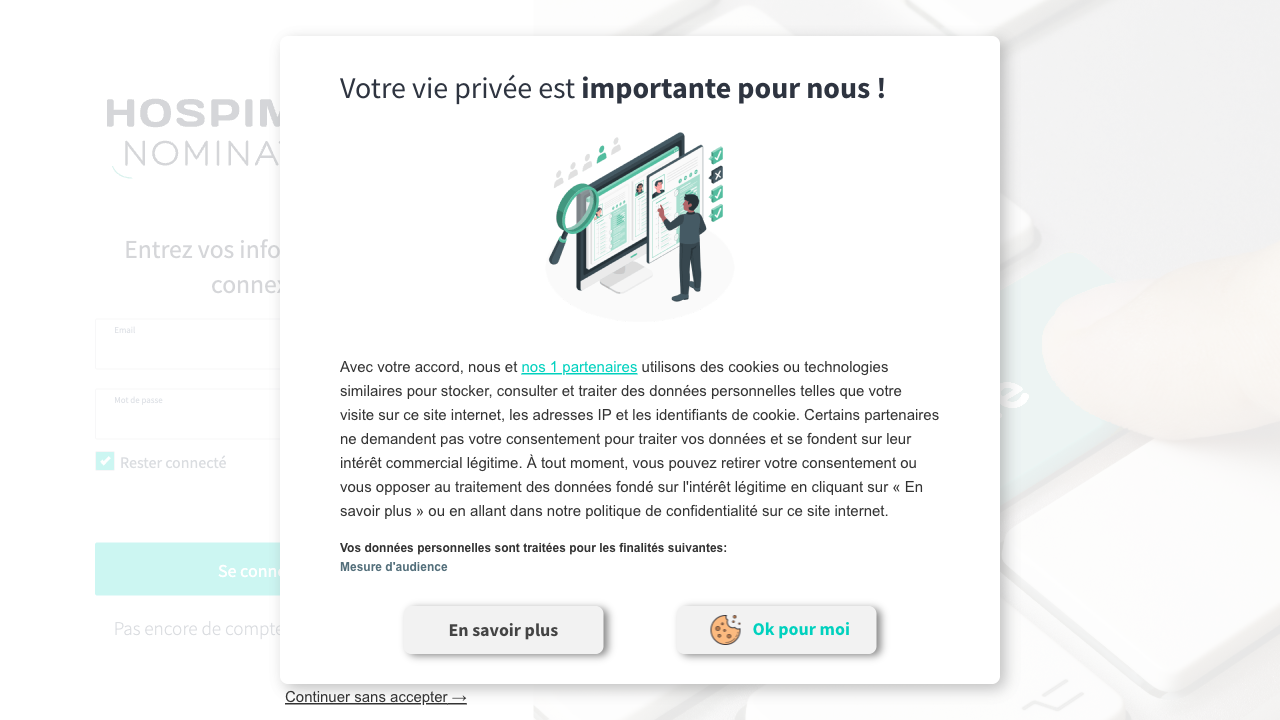 Votre vie privée est importante pour nous !
HOSPIM
NOMINA
Entrez vos info
connex
Email
Mot de passe
Rester connecté
Se conn
Pas encore de compte
Avec votre accord, nous et nos 1 partenaires utilisons des cookies ou technologies
similaires pour stocker, consulter et traiter des données personnelles telles que votre
visite sur ce site internet, les adresses IP et les identifiants de cookie. Certains partenaires
ne demandent pas votre consentement pour traiter vos données et se fondent sur leur
intérêt commercial légitime. À tout moment, vous pouvez retirer votre consentement ou
vous opposer au traitement des données fondé sur l'intérêt légitime en cliquant sur « En
savoir plus » ou en allant dans notre politique de confidentialité sur ce site internet.
Vos données personnelles sont traitées pour les finalités suivantes:
Mesure d'audience
En savoir plus
Ok pour moi
Continuer sans accepter →